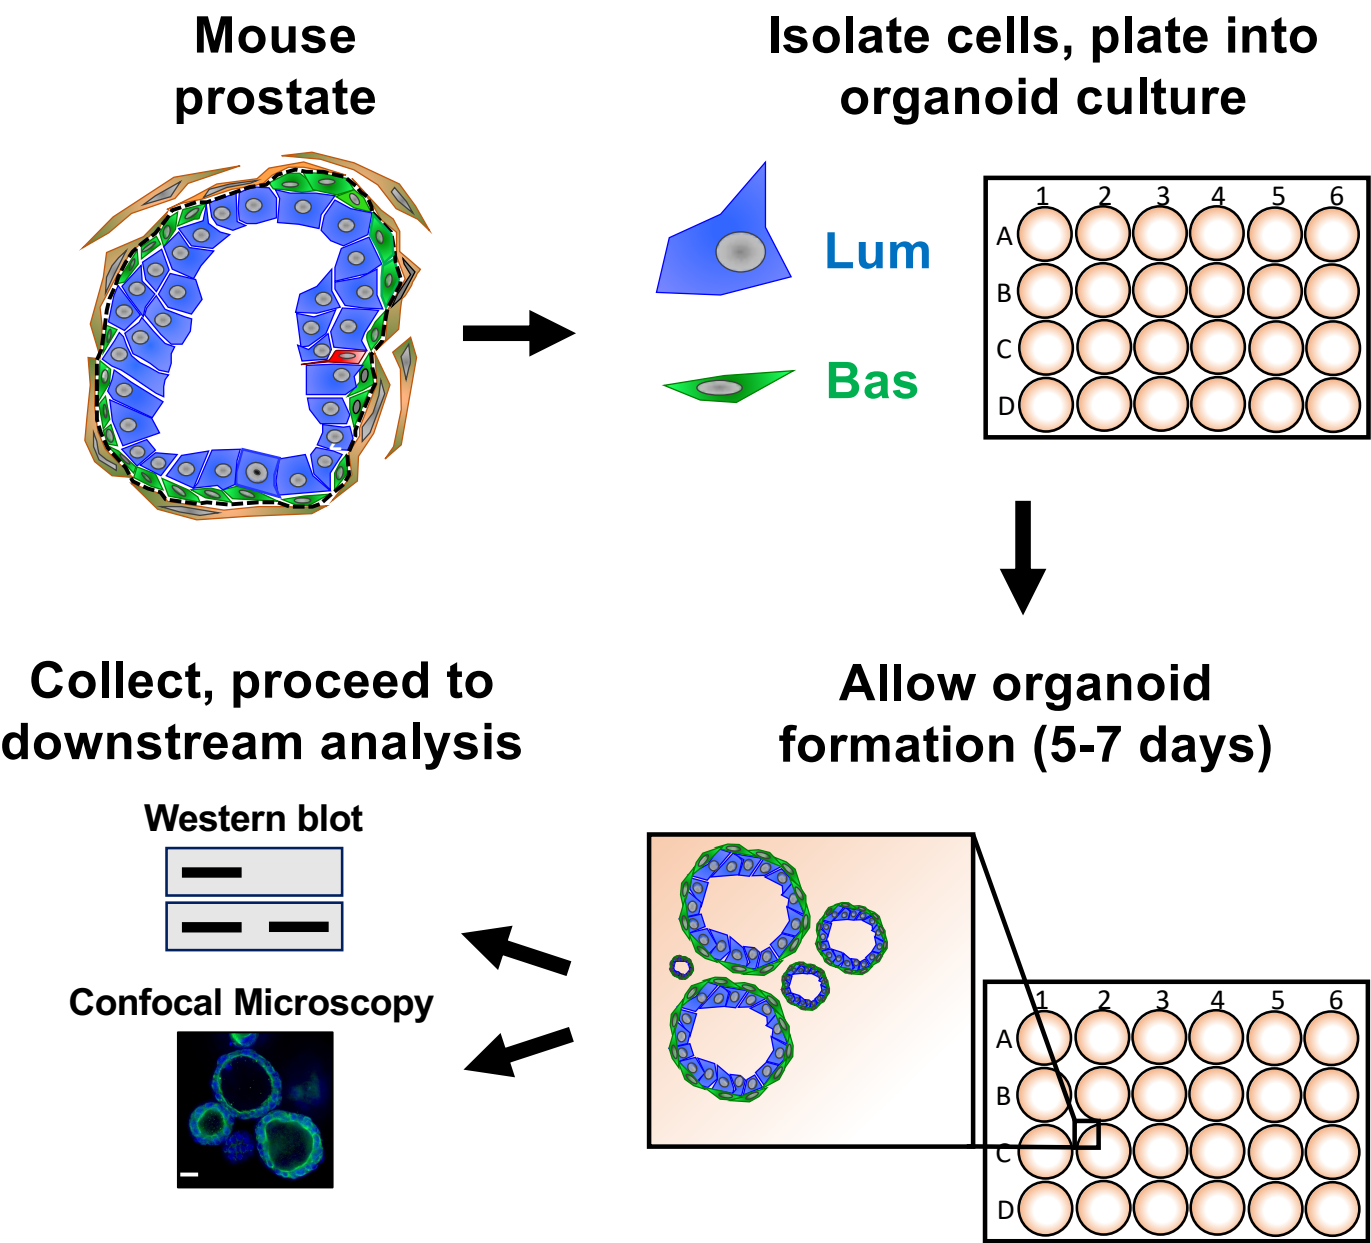 Mouse
prostate
Isolate cells, plate into
organoid culture
Lum
Bas
1 2 3 4 5 6
A
B
C
D
Allow organoid
formation (5-7 days)
1 2 3 4 5 6
A
B
C
D
Collect, proceed to
downstream analysis
Western blot
Confocal Microscopy